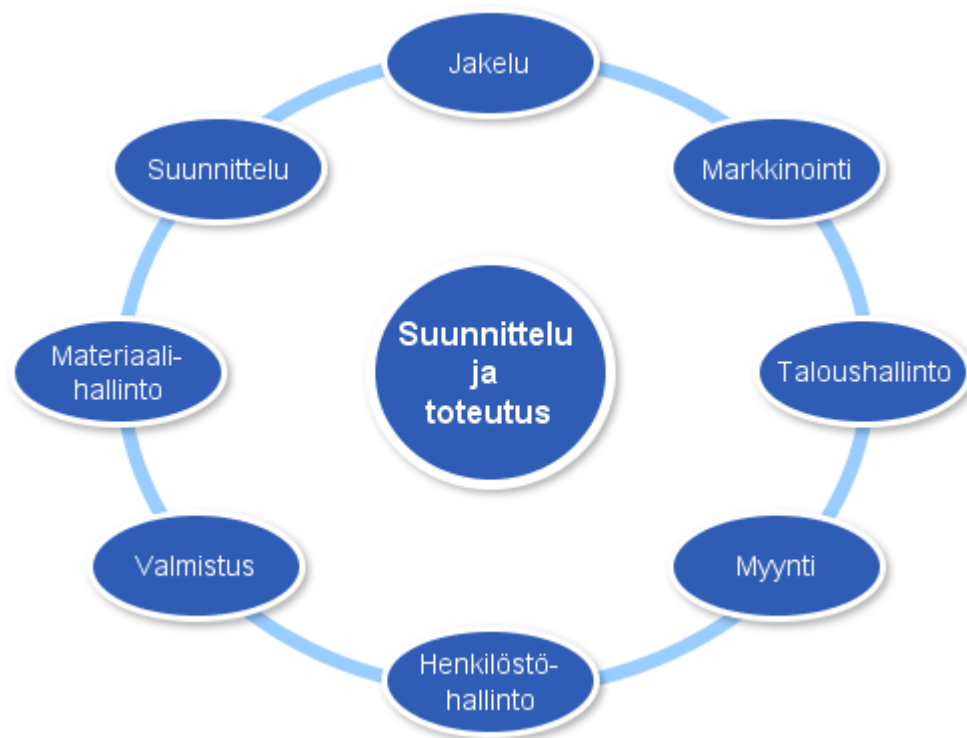 Jakelu
Suunnittelu
Markkinointi
Suunnittelu
ja
toteutus
Materiaali-
hallinto
Taloushallinto
Valmistus
Myynti
Henkilöstö-
hallinto